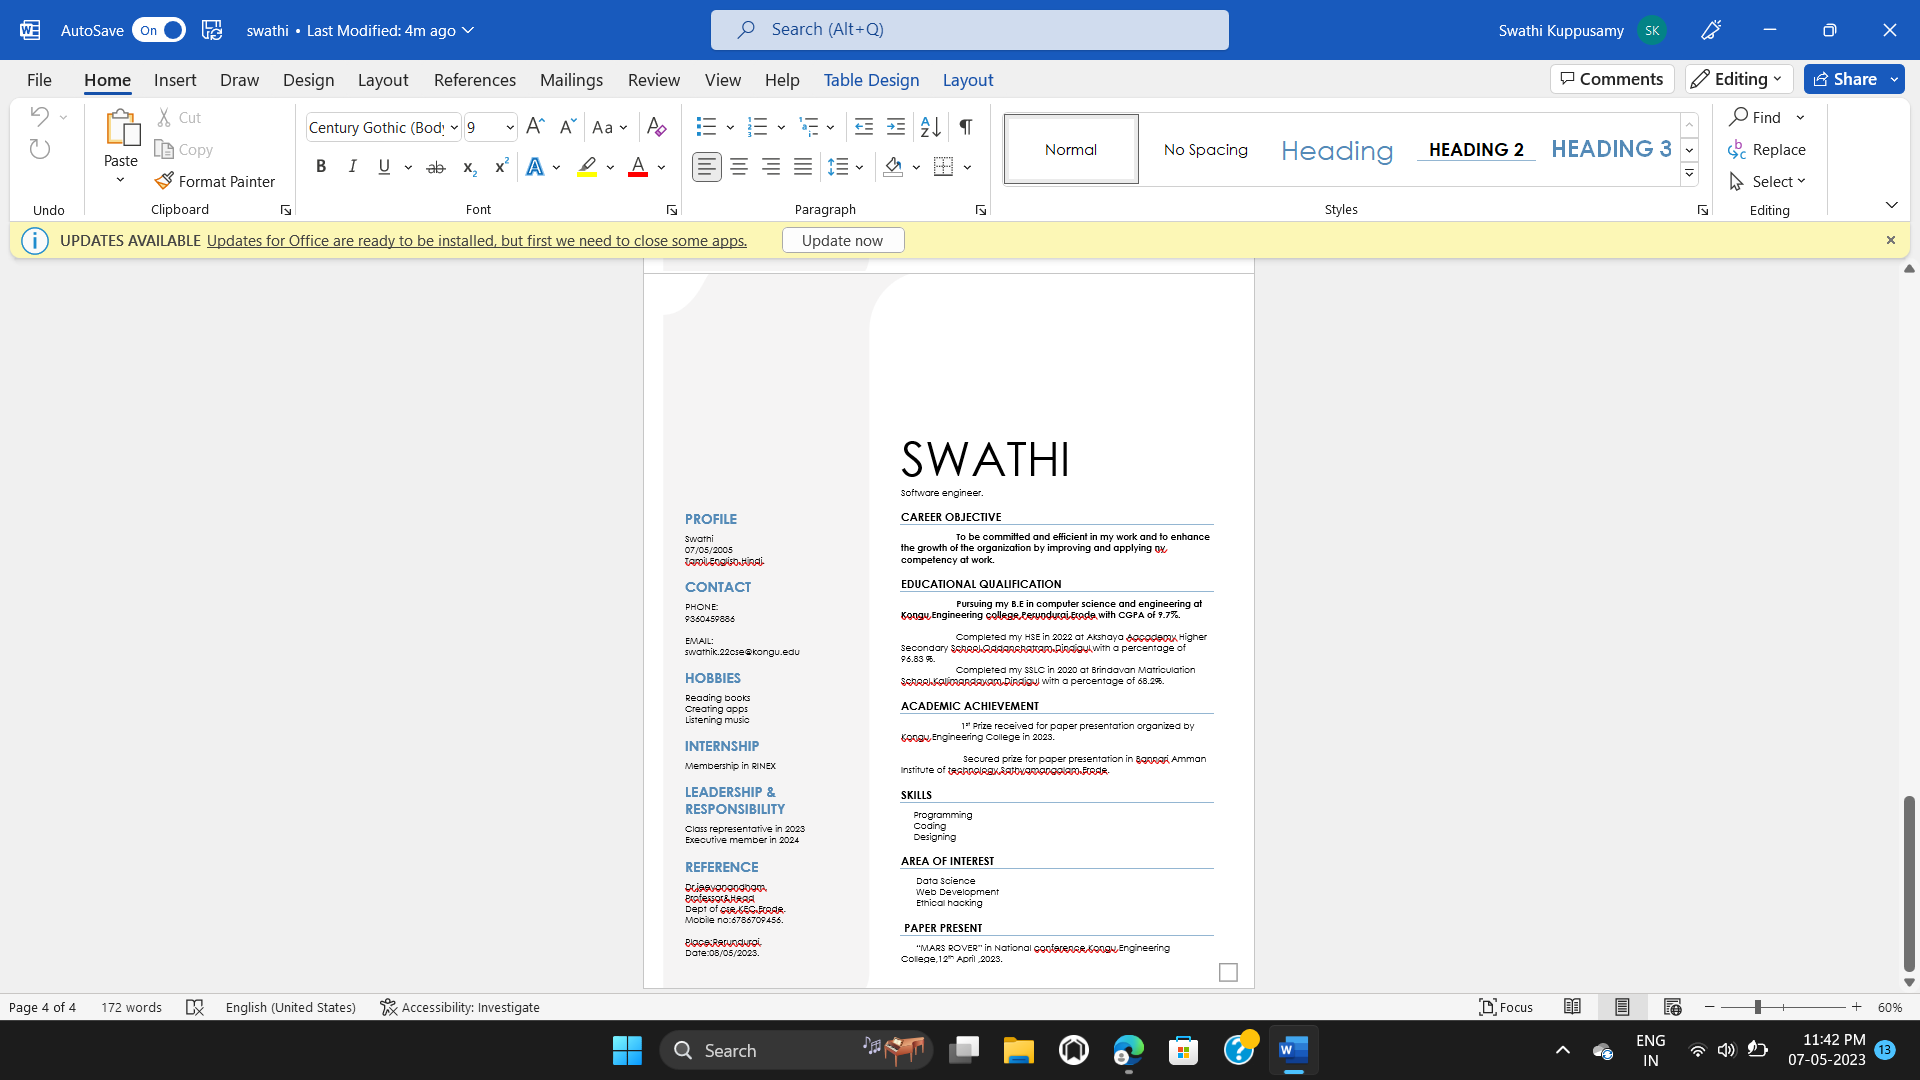 AutoSave On swathi • Last Modified: 4m ago Search (Alt+Q) Swathi Kuppusamy SK
File Home Insert Draw Design Layout References Mailings Review View Help Table Design Layout Comments Editing Share
Undo
Paste
Cut
Copy
Format Painter
Clipboard
Century Gothic (Body 9
Font
Paragraph
Normal No Spacing Heading HEADING 2 HEADING 3
Styles
Find
Replace
Select
Editing
UPDATES AVAILABLE Updates for Office are ready to be installed, but first we need to close some apps. Update now
PROFILE
Swathi
07/05/2005
Tamil,English,Hindi.
CONTACT
PHONE:
9360459886
EMAIL:
swathik.22cse@kongu.edu
HOBBIES
Reading books
Creating apps
Listening music
INTERNSHIP
Membership in RINEX
LEADERSHIP &
RESPONSIBILITY
Class representative in 2023
Executive member in 2024
REFERENCE
Dr.jeevanandham,
Professor&Head
Dept of cse,KEC,Erode.
Mobile no:6786709456.
Place:Perundurai.
Date:08/05/2023.
SWATHI
Software engineer.
CAREER OBJECTIVE
To be committed and efficient in my work and to enhance
the growth of the organization by improving and applying ny
competency at work.
EDUCATIONAL QUALIFICATION
Pursuing my B.E in computer science and engineering at
Kongu Engineering college,Perundurai,Erode with CGPA of 9.7%.
Completed my HSE in 2022 at Akshaya Aacademy Higher
Secondary School,Oddanchatram,Dindigul with a percentage of
96.83 %.
Completed my SSLC in 2020 at Brindavan Matriculation
School,Kallimandayam,Dindigul with a percentage of 68.2%.
ACADEMIC ACHIEVEMENT
1st Prize received for paper presentation organized by
Kongu Engineering College in 2023.
Secured prize for paper presentation in Bannari Amman
Institute of technology,Sathyamangalam,Erode.
SKILLS
Programming
Coding
Designing
AREA OF INTEREST
Data Science
Web Development
Ethical hacking
PAPER PRESENT
“MARS ROVER” in National conference,Kongu Engineering
College,12th April ,2023.
Page 4 of 4 172 words English (United States) Accessibility: Investigate Focus 60%
Search
ENG
IN
11:42 PM
07-05-2023
13